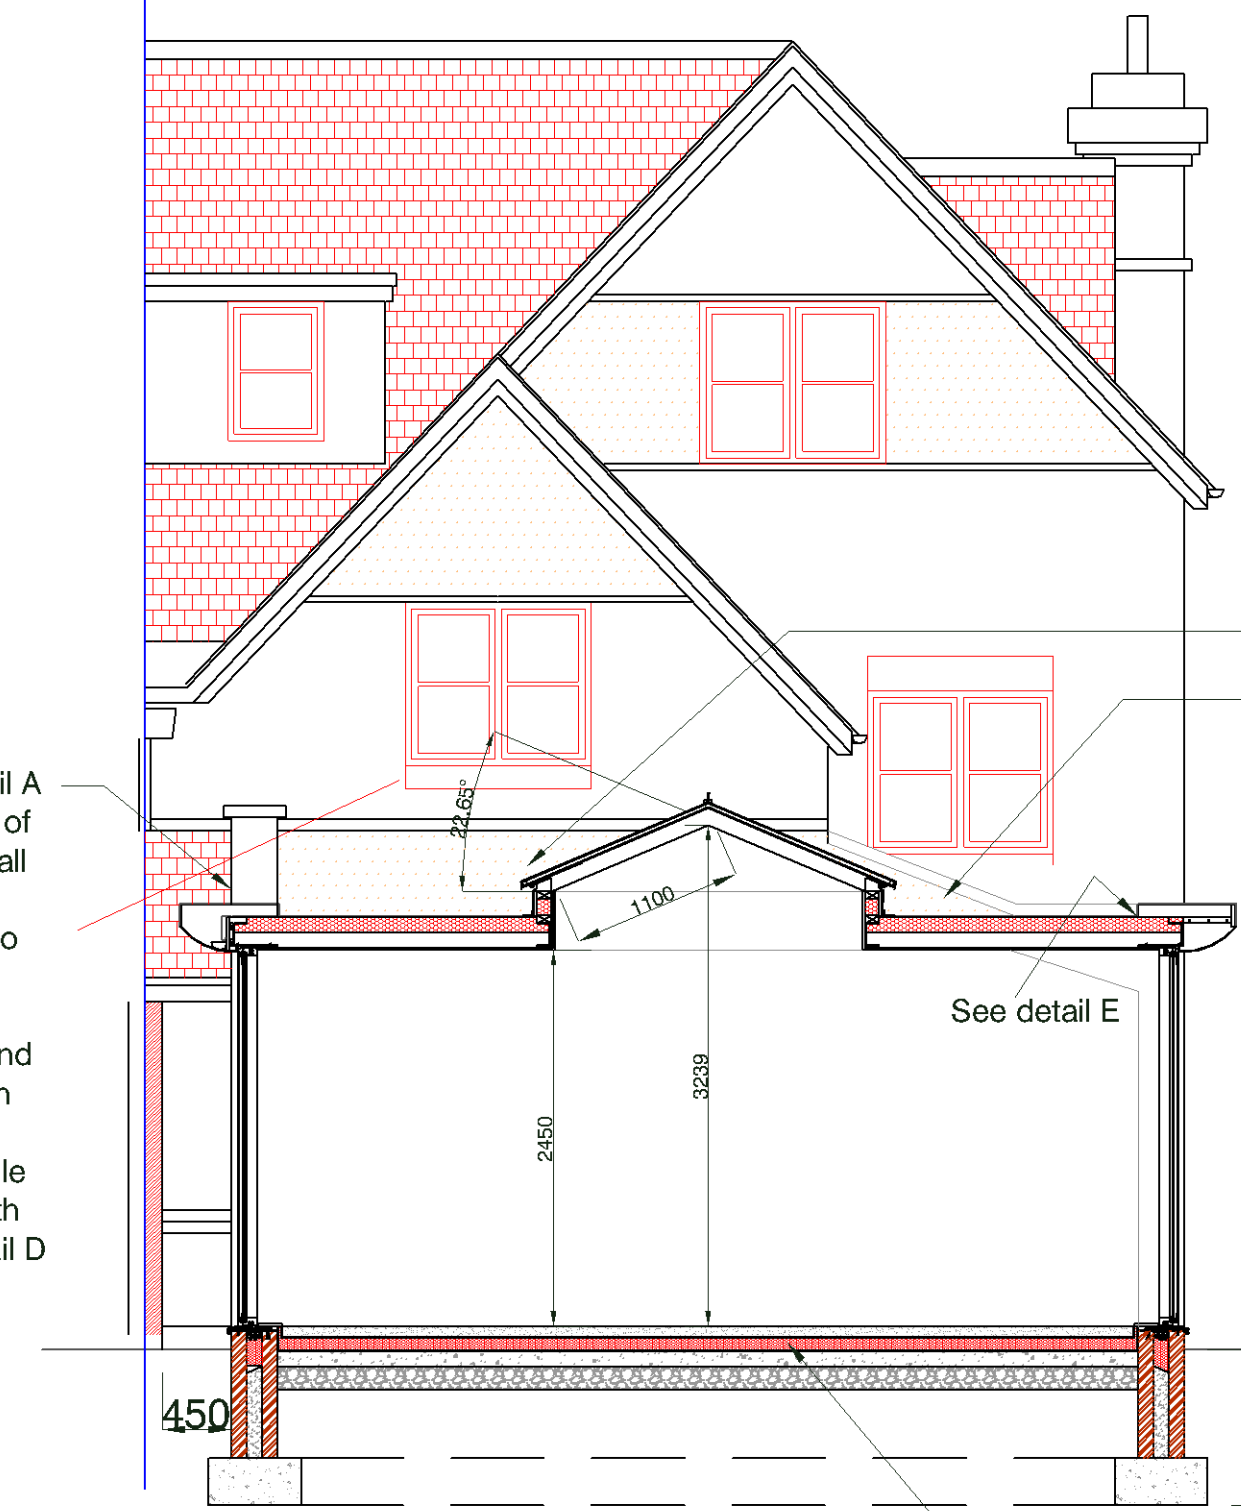 il A
of
all
22.65°
1100
o
See detail E
nd
n
3239
2450
le
th
il D
450